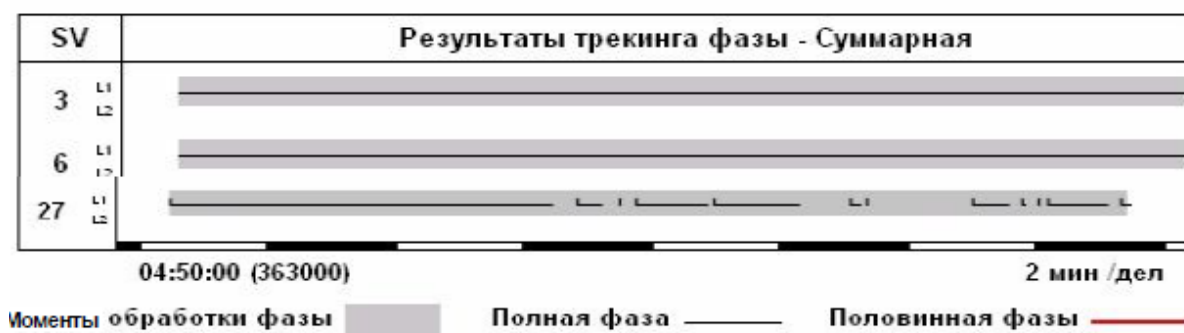 SV Результаты трекинга фазы - Суммарная
3 L1
L2
6 L1
L2
27 L1
L2
04:50:00 (363000) 2 мин /дел
Моменты обработки фазы Полная фаза Половинная фазы